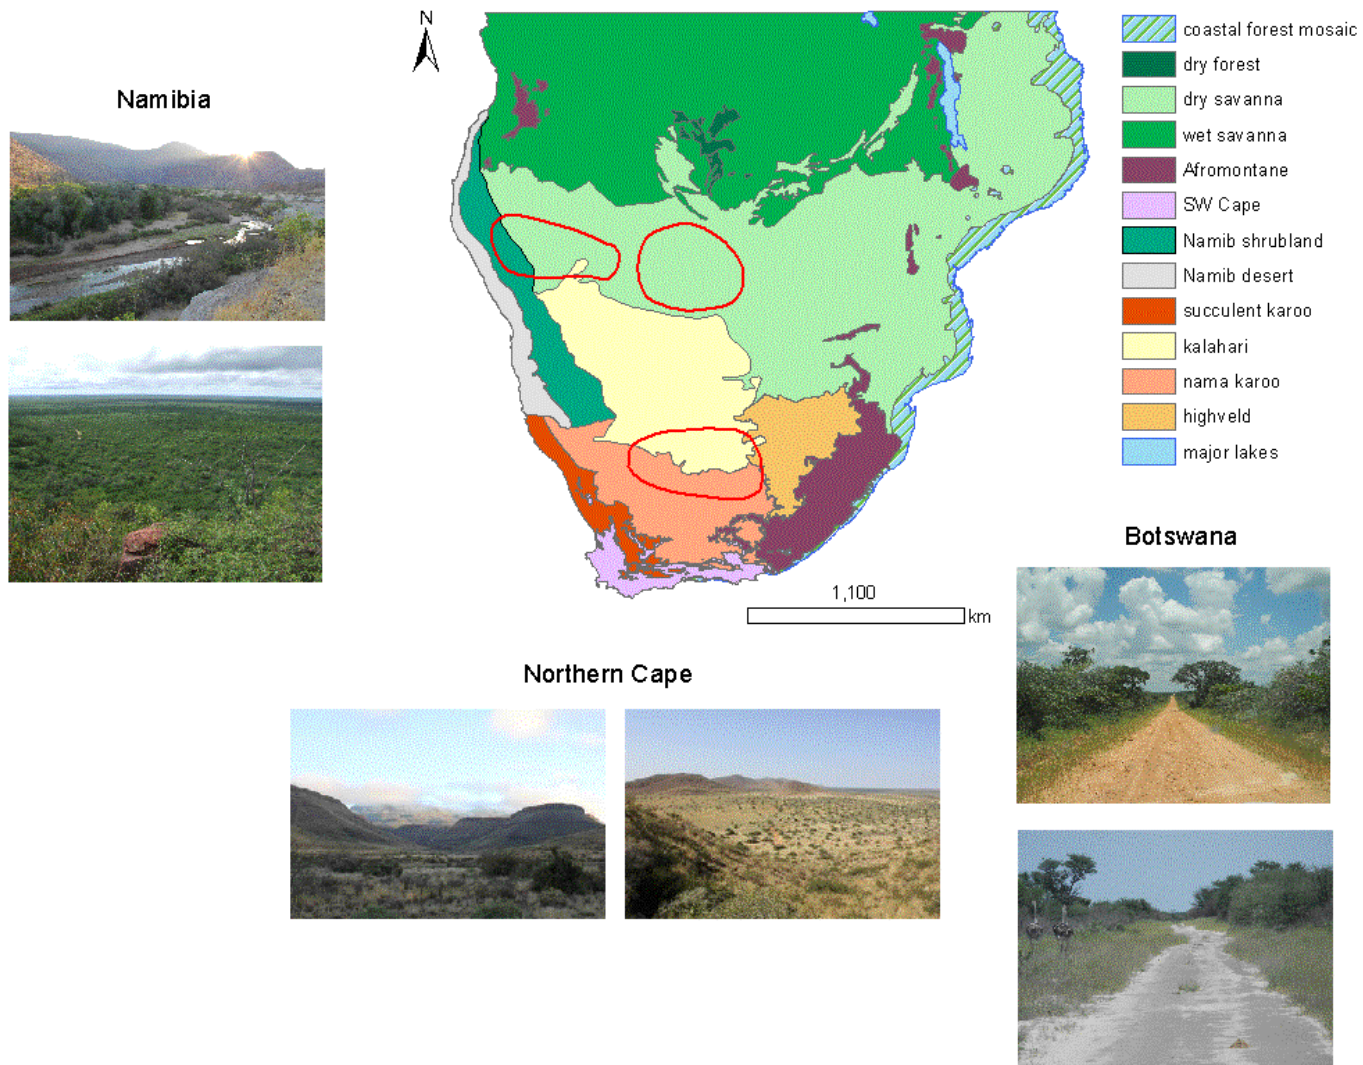 N
coastal forest mosaic
dry forest
dry savanna
wet savanna
Afromontane
SW Cape
Namib shrubland
Namib desert
succulent karoo
kalahari
nama karoo
highveld
major lakes
Namibia
1,100
km
Botswana
Northern Cape